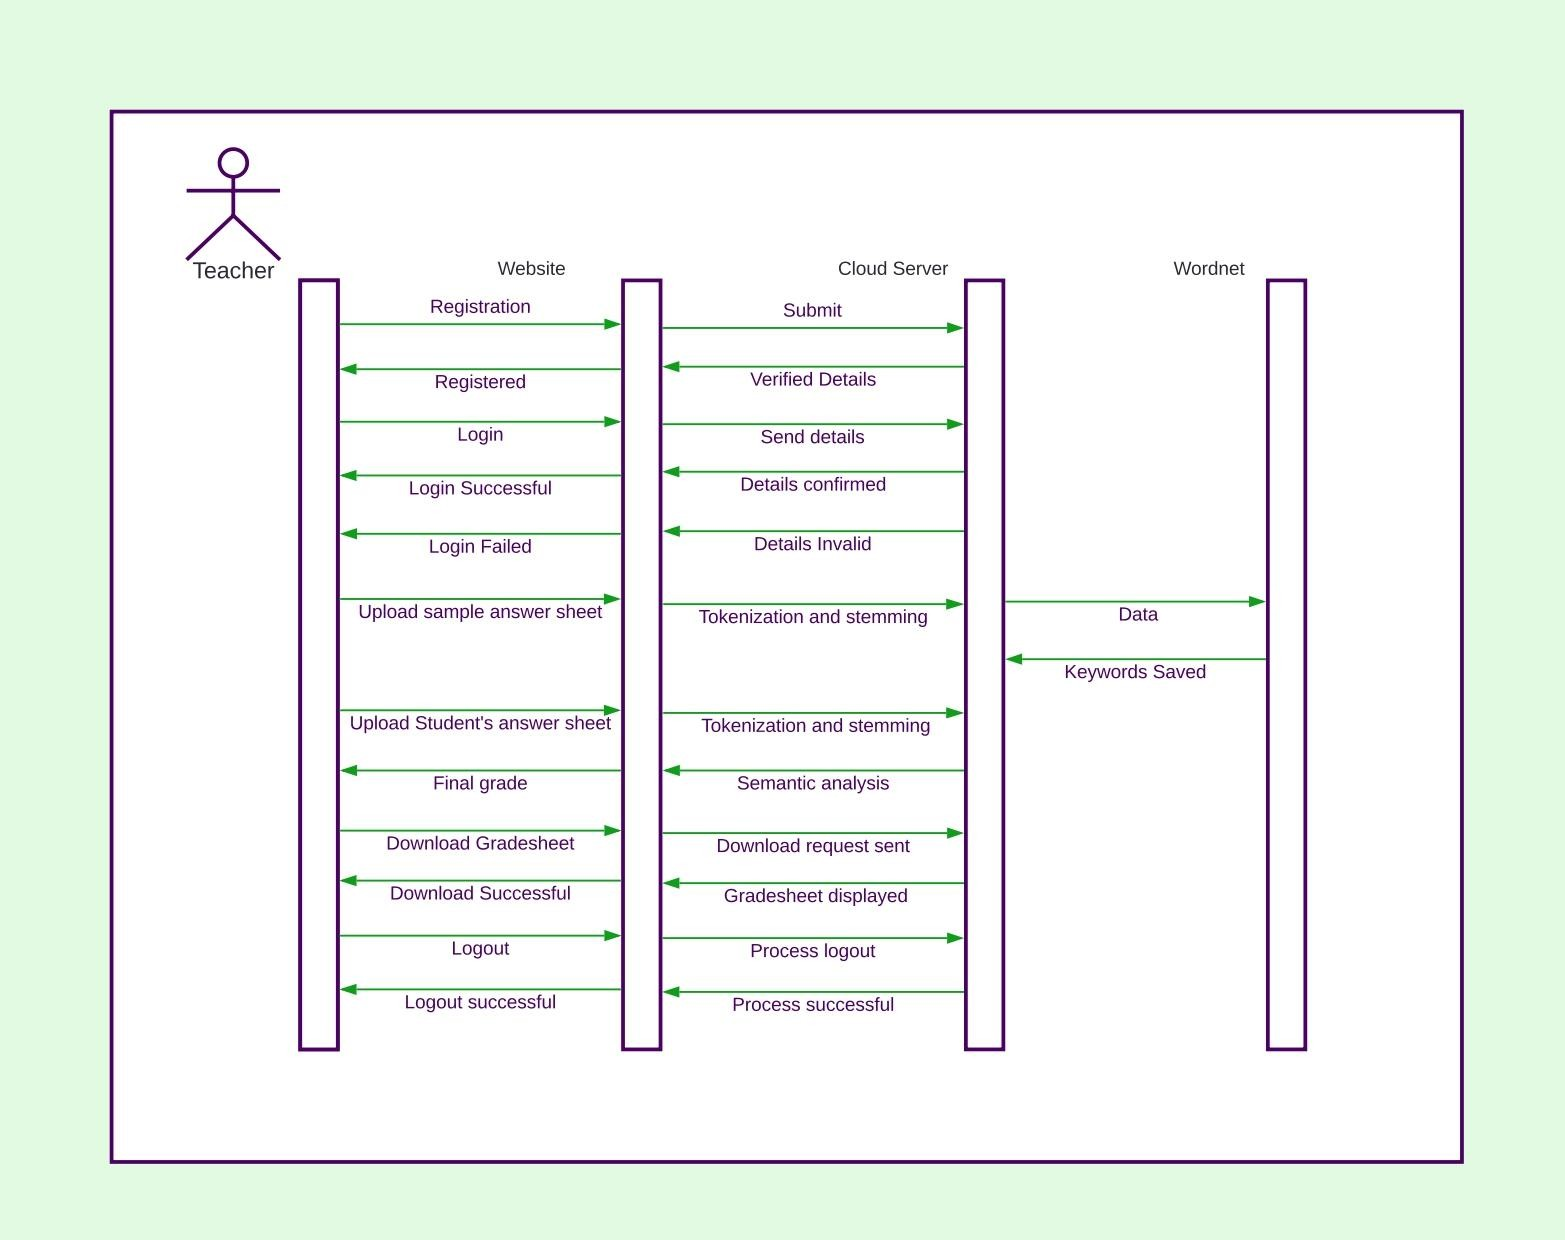 Teacher
Website
Cloud Server
Wordnet
Registration
Submit
Registered
Verified Details
Login
Send details
Login Successful
Details confirmed
Login Failed
Details Invalid
Upload sample answer sheet
Tokenization and stemming
Data
Keywords Saved
Upload Student's answer sheet
Tokenization and stemming
Final grade
Semantic analysis
Download Gradesheet
Download request sent
Download Successful
Gradesheet displayed
Logout
Process logout
Logout successful
Process successful